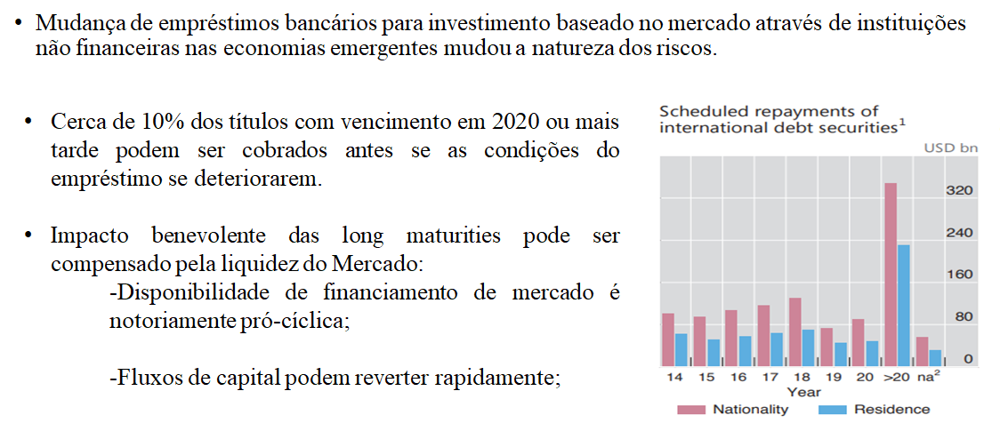 • Mudança de empréstimos bancários para investimento baseado no mercado através de instituições
não financeiras nas economias emergentes mudou a natureza dos riscos.
• Cerca de 10% dos títulos com vencimento em 2020 ou mais
tarde podem ser cobrados antes se as condições do
empréstimo se deteriorarem.
• Impacto benevolente das long maturities pode ser
compensado pela liquidez do Mercado:
-Disponibilidade de financiamento de mercado é
notoriamente pró-cíclica;
-Fluxos de capital podem reverter rapidamente;
Scheduled repayments of
international debt securities¹
USD bn
320
240
160
80
0
14 15 16 17 18 19 20 >20 na²
Year
Nationality Residence